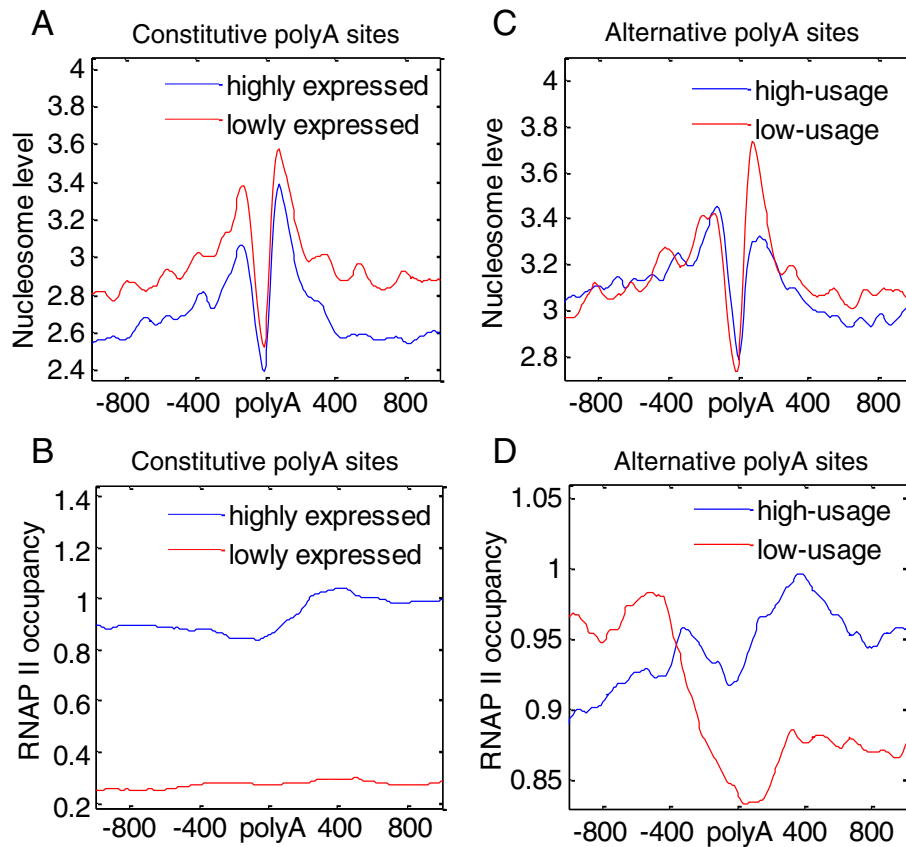 A
Constitutive polyA sites
highly expressed
lowly expressed
Nucleosome level
4
3.8
3.6
3.4
3.2
3
2.8
2.6
2.4
-800 -400 polyA 400 800
C
Alternative polyA sites
high-usage
low-usage
Nucleosome leve
4
3.8
3.6
3.4
3.2
3
2.8
-800 -400 polyA 400 800
B
Constitutive polyA sites
highly expressed
lowly expressed
RNAP II occupancy
1.4
1.2
1
0.8
0.6
0.4
0.2
-800 -400 polyA 400 800
D
Alternative polyA sites
high-usage
low-usage
RNAP II occupancy
1.05
1
0.95
0.9
0.85
-800 -400 polyA 400 800